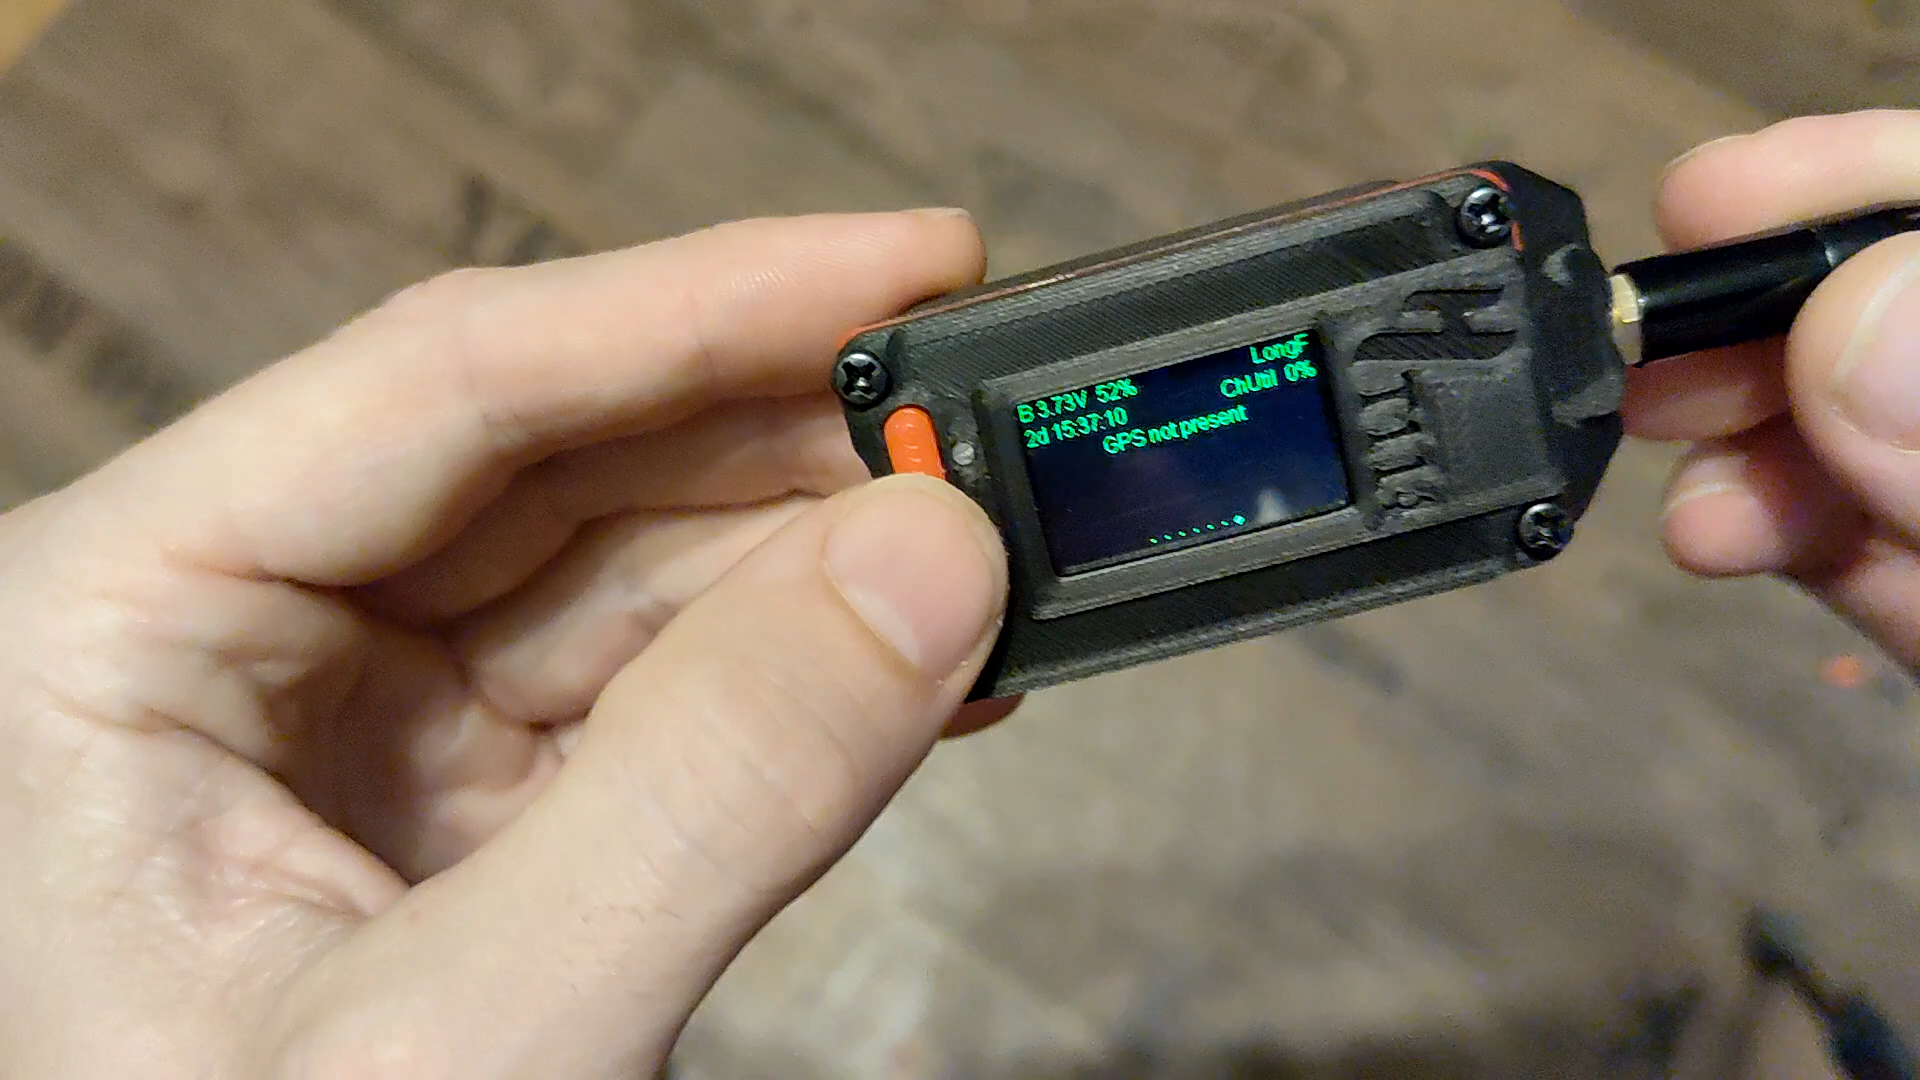 LongF
B 3.73V 52%
ChUtil 0%
2d 15:37:10
GPS not present